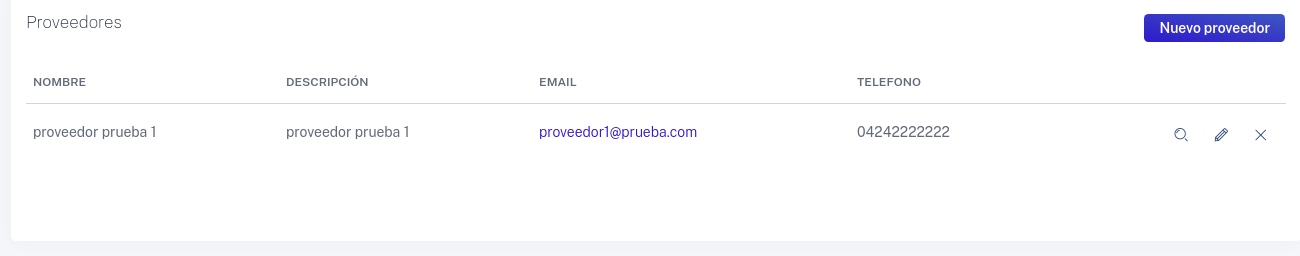 Proveedores
Nuevo proveedor
NOMBRE DESCRIPCIÓN EMAIL TELEFONO
proveedor prueba 1 proveedor prueba 1 proveedor1@prueba.com 04242222222